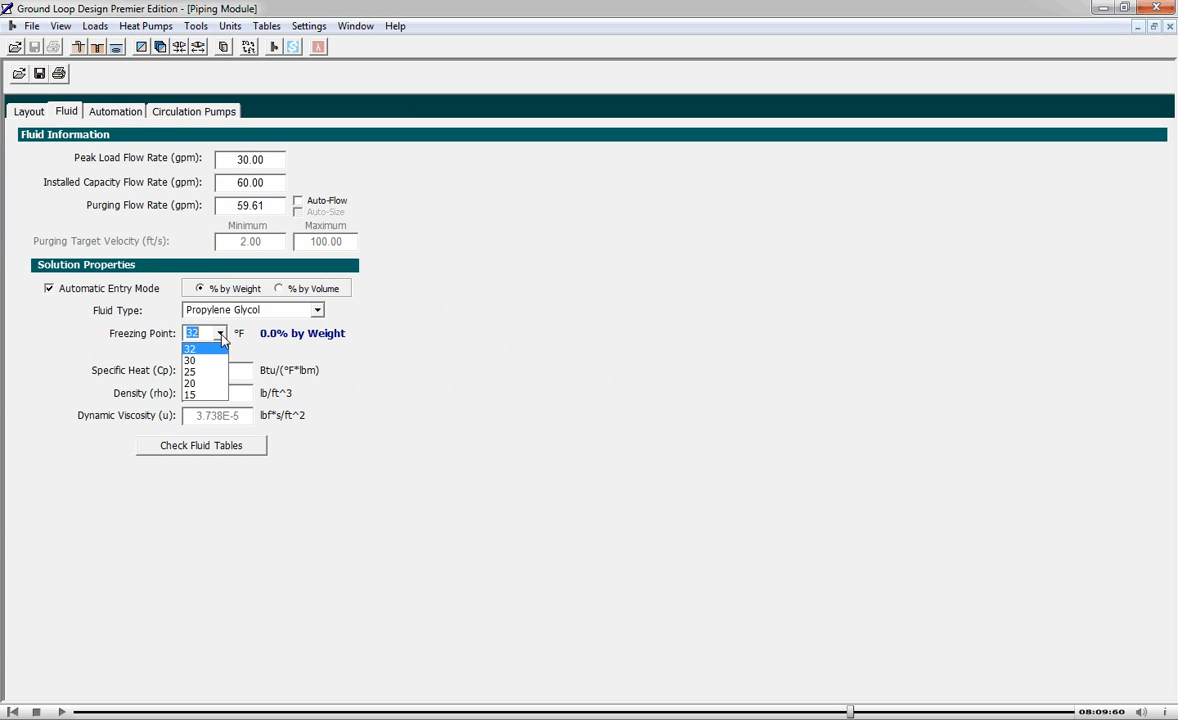 Ground Loop Design Premier Edition - [Piping Module]
File View Loads Heat Pumps Tools Units Tables Settings Window Help
Layout Fluid Automation Circulation Pumps
Fluid Information
Peak Load Flow Rate (gpm): 30.00
Installed Capacity Flow Rate (gpm): 60.00
Purging Flow Rate (gpm): 59.61 Auto-Flow
Auto-Size
Minimum Maximum
Purging Target Velocity (ft/s): 2.00 100.00
Solution Properties
Automatic Entry Mode % by Weight % by Volume
Fluid Type: Propylene Glycol
Freezing Point: 32 °F 0.0% by Weight
32
30
25
20
15
Specific Heat (Cp): Btu/(°F*lbm)
Density (rho): lb/ft^3
Dynamic Viscosity (u): 3.738E-5 lbf*s/ft^2
Check Fluid Tables
08:09:60